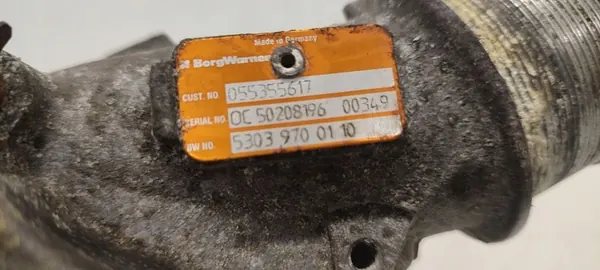 Made in Germany
BorgWarner
CUST. NO. 055355617
SERIAL NO. OC 50208196 00349
BW NO. 5303 970 0110